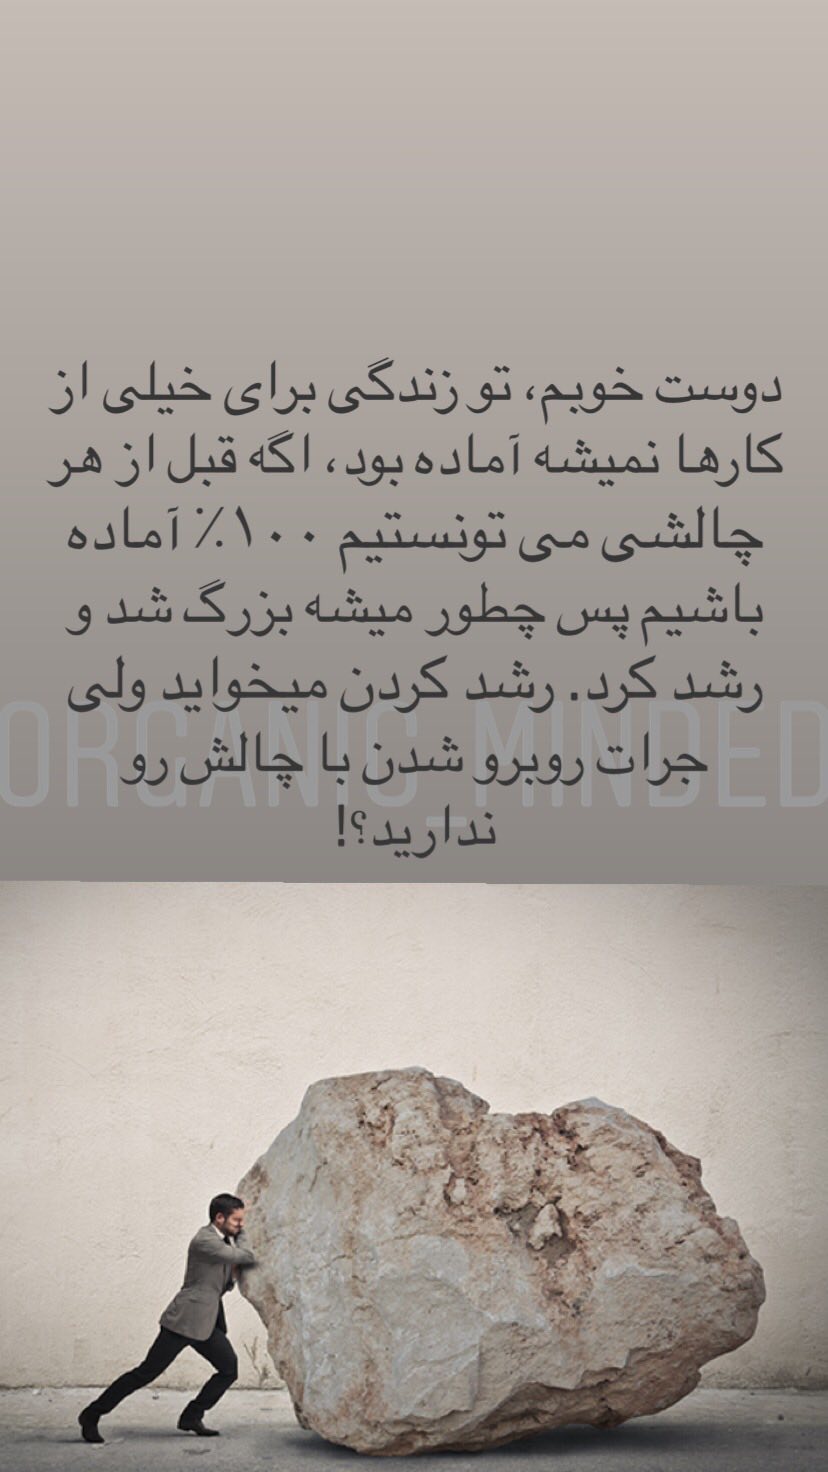 دوست خوبم، تو زندگی برای خیلی از
کارها نمیشه آماده بود، اگه قبل از هر
چالشی می تونستیم ۱۰۰٪ آماده
باشیم پس چطور میشه بزرگ شد و
رشد کرد. رشد کردن میخواید ولی
جرات روبرو شدن با چالش رو
ندارید؟!
ORGANIC_MINDED